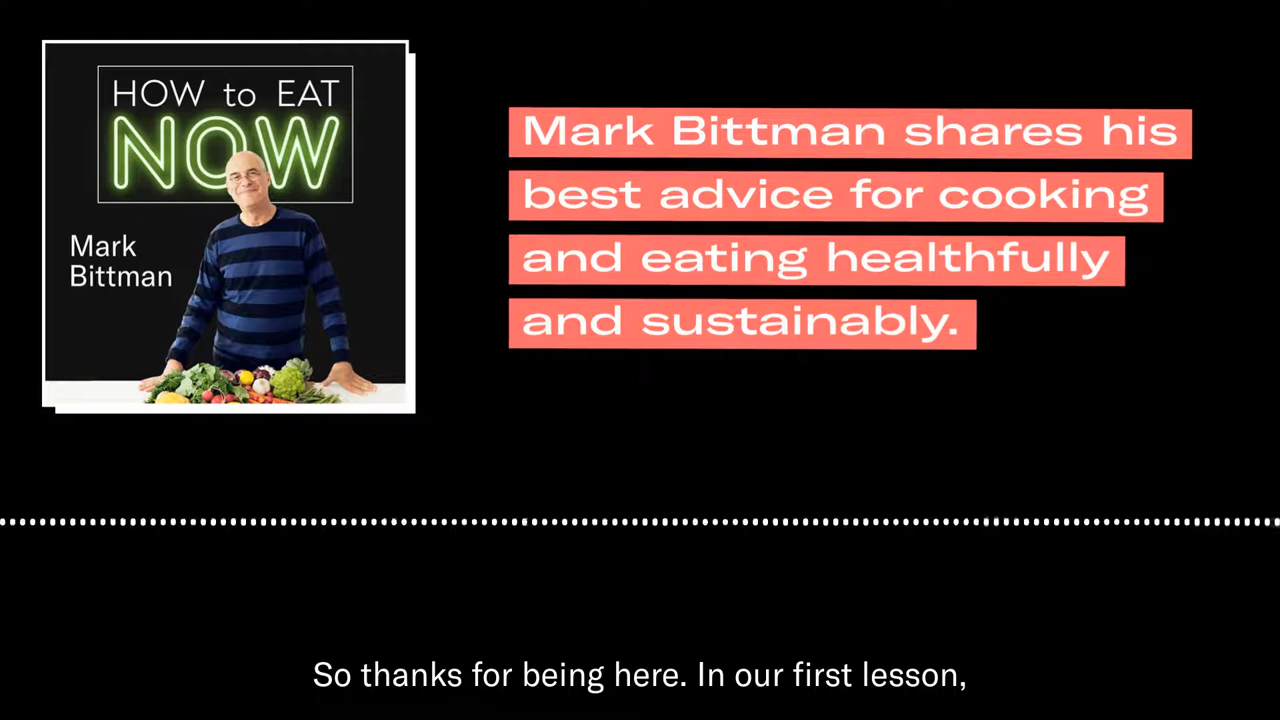 HOW to EAT
NOW
Mark
Bittman
Mark Bittman shares his
best advice for cooking
and eating healthfully
and sustainably.
So thanks for being here. In our first lesson,